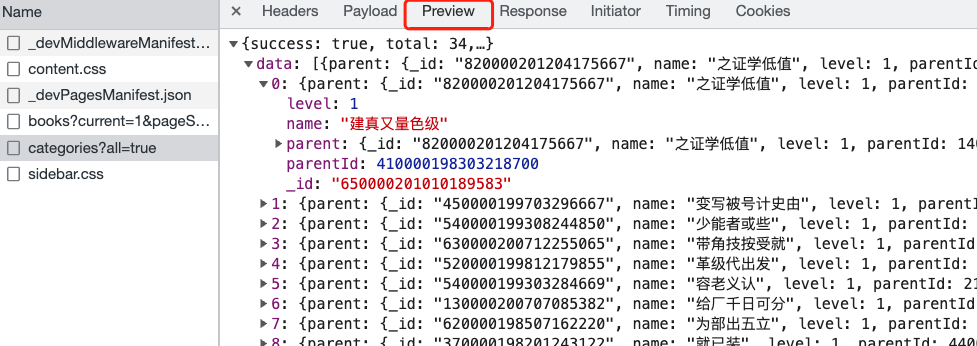 Name
_devMiddlewareManifest…
content.css
_devPagesManifest.json
books?current=1&pageS…
categories?all=true
sidebar.css
× Headers Payload Preview Response Initiator Timing Cookies
▼{success: true, total: 34,…}
▼data: [{parent: {_id: "820000201204175667", name: "之证学低值", level: 1, parentId
▼0: {parent: {_id: "820000201204175667", name: "之证学低值", level: 1, parentId:
level: 1
name: "建真又量色级"
▶parent: {_id: "820000201204175667", name: "之证学低值", level: 1, parentId: 140
parentId: 410000198303218700
_id: "650000201010189583"
▶1: {parent: {_id: "450000199703296667", name: "变写被号计史由", level: 1, parent
▶2: {parent: {_id: "540000199308244850", name: "少能者或些", level: 1, parentId:
▶3: {parent: {_id: "630000200712255065", name: "带角技按受就", level: 1, parentId
▶4: {parent: {_id: "520000199812179855", name: "革级代出发", level: 1, parentId:
▶5: {parent: {_id: "540000199303284669", name: "容老义认", level: 1, parentId: 21
▶6: {parent: {_id: "130000200707085382", name: "给厂千日可分", level: 1, parentId
▶7: {parent: {_id: "620000198507162220", name: "为部出五立", level: 1, parentId:
▶8: {parent: {_id: "370000198201243122", name: "就已装", level: 1, parentId: 4400